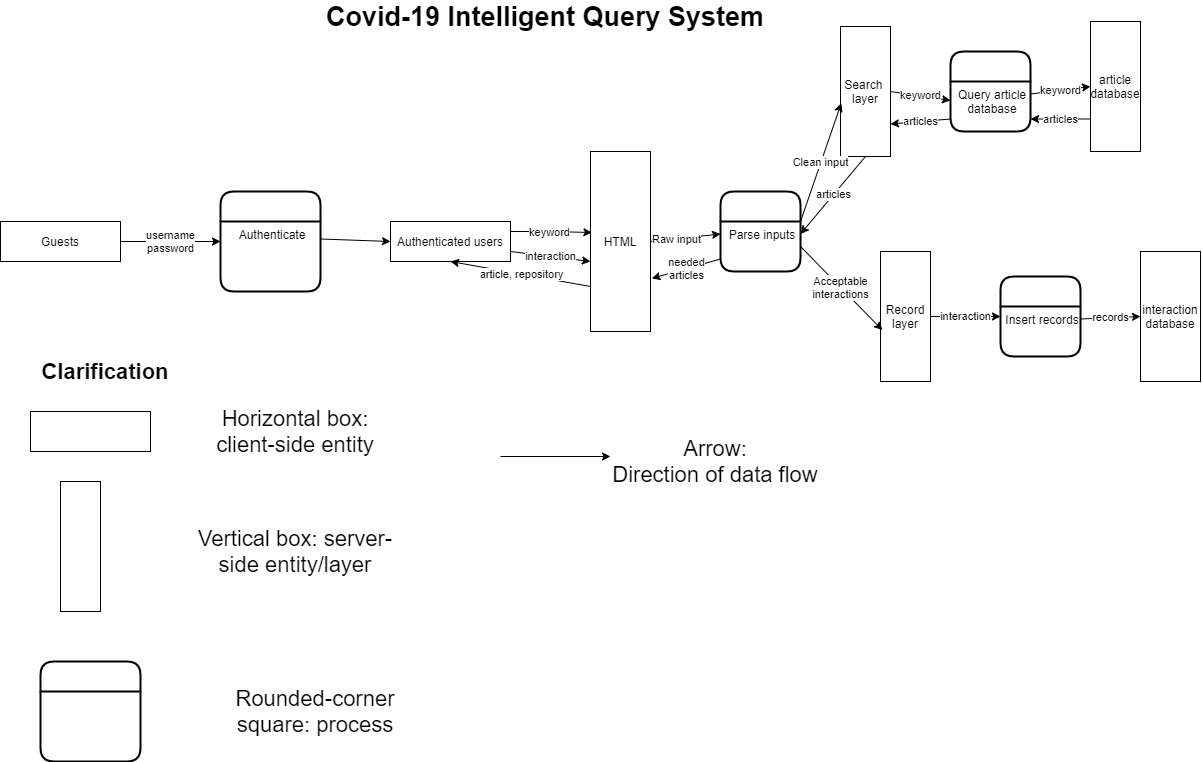 Covid-19 Intelligent Query System
Guests
username
password
Authenticate
Authenticated users
keyword
interaction
article, repository
HTML
Raw input
needed
articles
Parse inputs
Clean input
articles
Acceptable
interactions
Search
layer
keyword
articles
Query article
database
keyword
articles
article
database
Record
layer
interaction
Insert records
records
interaction
database
Clarification
Horizontal box:
client-side entity
Arrow:
Direction of data flow
Vertical box: server-
side entity/layer
Rounded-corner
square: process